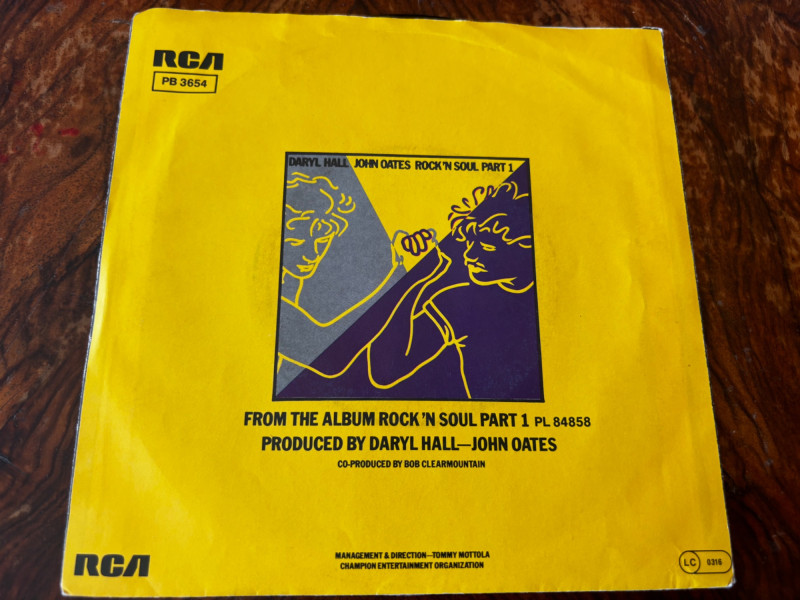 RCA
PB 3654
DARYL HALL JOHN OATES ROCK'N SOUL PART 1
FROM THE ALBUM ROCK 'N SOUL PART 1 PL 84858
PRODUCED BY DARYL HALL—JOHN OATES
CO-PRODUCED BY BOB CLEARMOUNTAIN
MANAGEMENT & DIRECTION—TOMMY MOTTOLA
CHAMPION ENTERTAINMENT ORGANIZATION
RCA
LC 0316